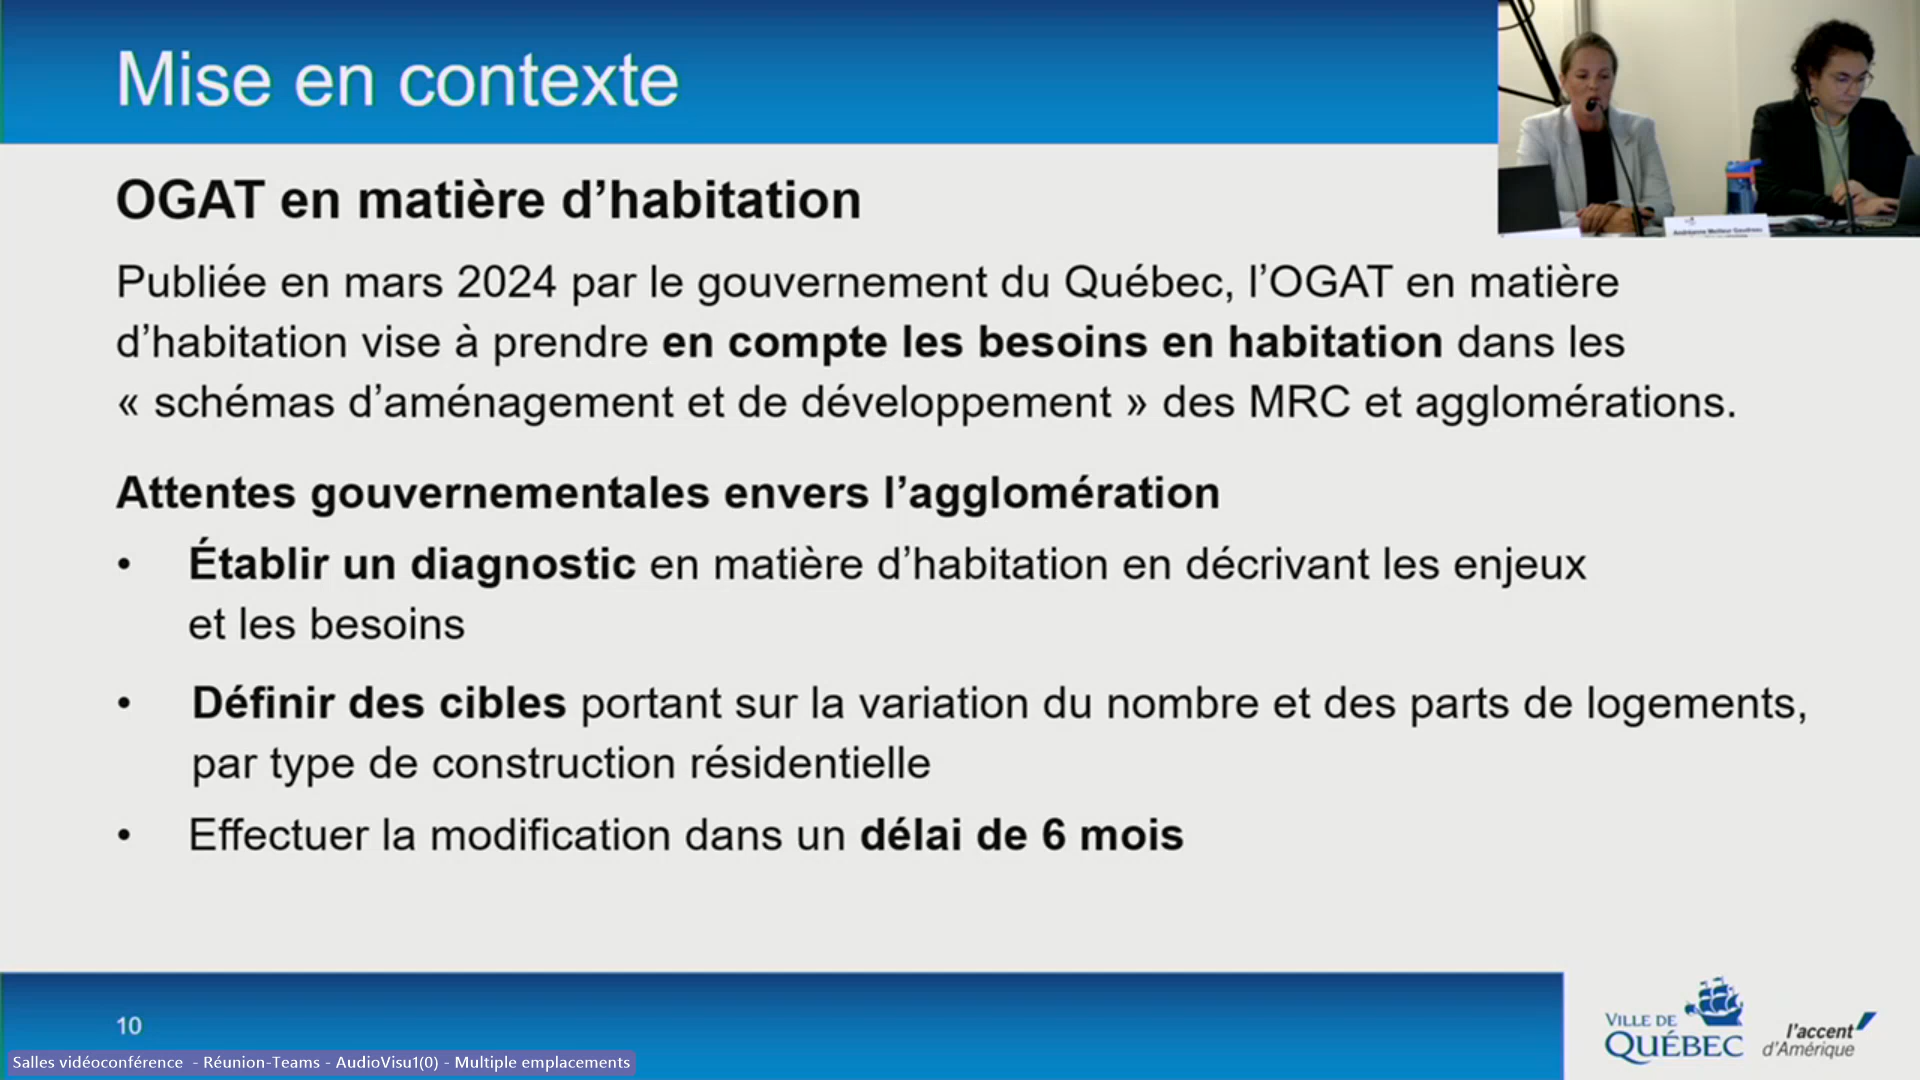 Mise en contexte
OGAT en matière d’habitation
Publiée en mars 2024 par le gouvernement du Québec, l’OGAT en matière
d’habitation vise à prendre en compte les besoins en habitation dans les
« schémas d’aménagement et de développement » des MRC et agglomérations.
Attentes gouvernementales envers l’agglomération
• Établir un diagnostic en matière d’habitation en décrivant les enjeux
et les besoins
• Définir des cibles portant sur la variation du nombre et des parts de logements,
par type de construction résidentielle
• Effectuer la modification dans un délai de 6 mois
10
Salles vidéoconférence - Réunion-Teams - AudioVisu1(0) - Multiple emplacements
VILLE DE
QUÉBEC
l'accent
d'Amérique